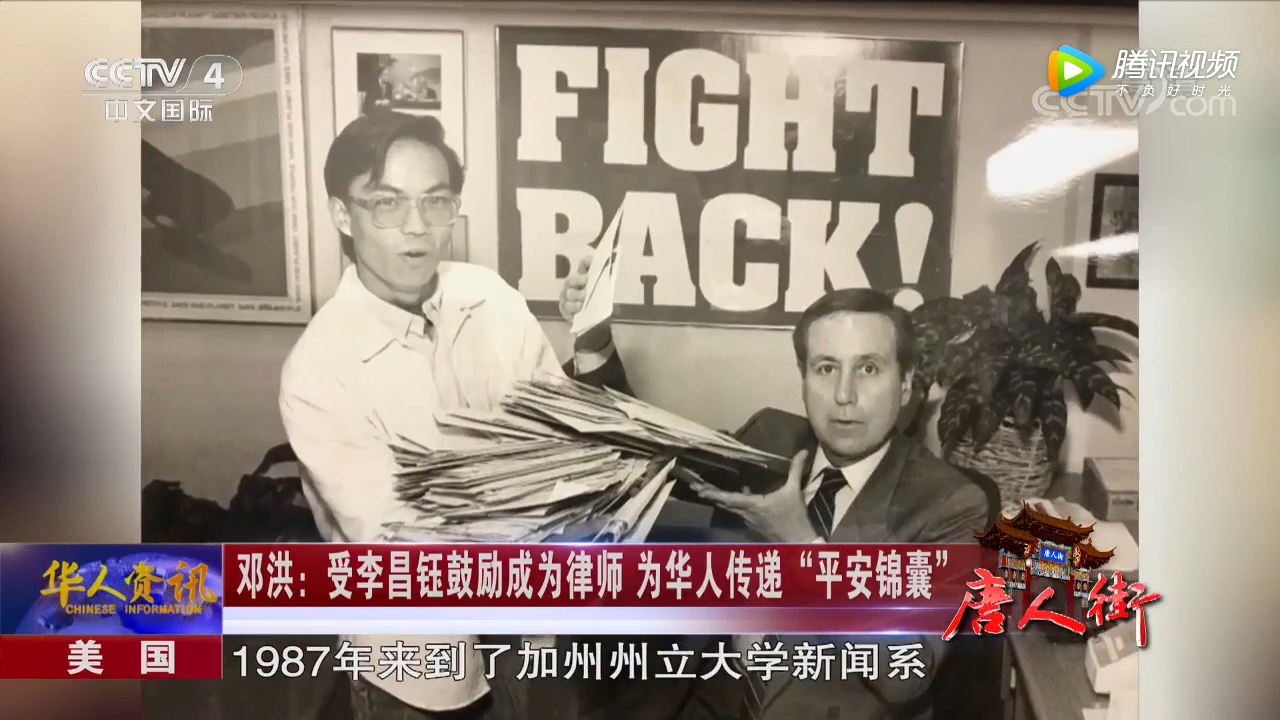 CCTV 4
中文国际
腾讯视频
不负好时光
CCTV com
FIGHT
BACK!
华人资讯
CHINESE INFORMATION
邓洪：受李昌钰鼓励成为律师 为华人传递“平安锦囊”
唐人街
唐人街
美国
1987年来到了加州州立大学新闻系